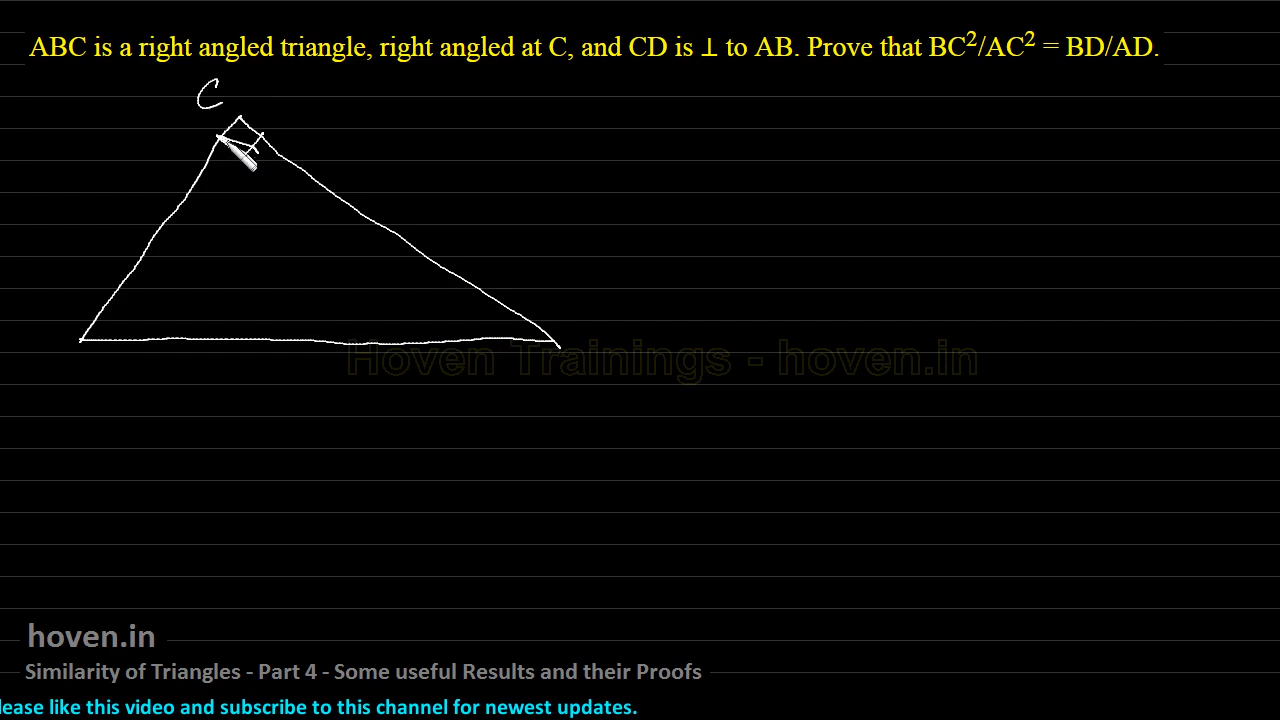 ABC is a right angled triangle, right angled at C, and CD is ⊥ to AB. Prove that BC²/AC² = BD/AD.
C
Hoven Trainings - hoven.in
hoven.in
Similarity of Triangles - Part 4 - Some useful Results and their Proofs
lease like this video and subscribe to this channel for newest updates.